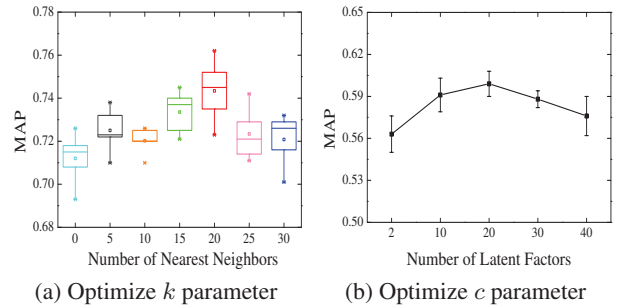 0.78
0.76
0.74
0.72
0.70
0.68
MAP
0 5 10 15 20 25 30
Number of Nearest Neighbors
(a) Optimize k parameter
0.65
0.62
0.59
0.56
0.53
0.50
MAP
2 10 20 30 40
Number of Latent Factors
(b) Optimize c parameter